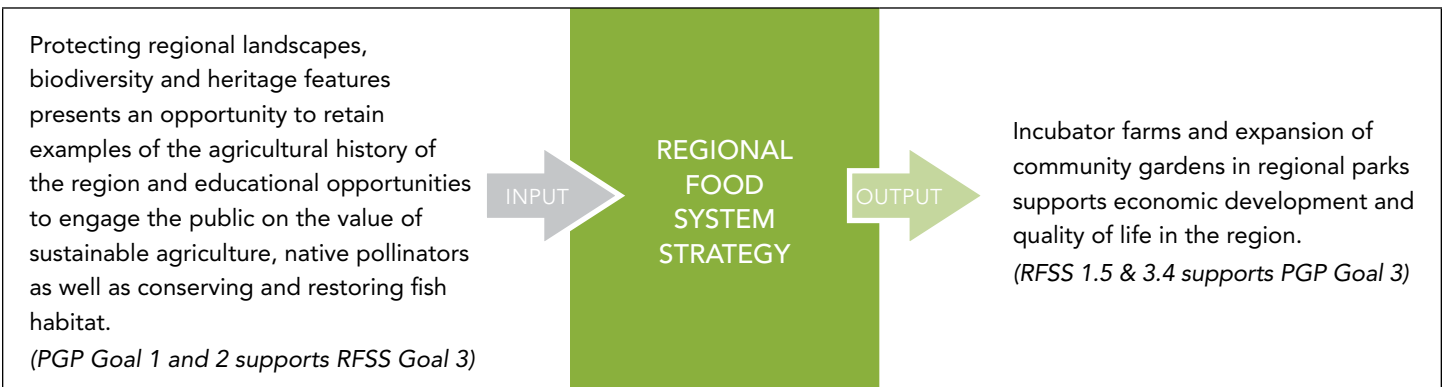 Protecting regional landscapes,
biodiversity and heritage features
presents an opportunity to retain
examples of the agricultural history of
the region and educational opportunities
to engage the public on the value of
sustainable agriculture, native pollinators
as well as conserving and restoring fish
habitat.
(PGP Goal 1 and 2 supports RFSS Goal 3)
INPUT
REGIONAL
FOOD
SYSTEM
STRATEGY
OUTPUT
Incubator farms and expansion of
community gardens in regional parks
supports economic development and
quality of life in the region.
(RFSS 1.5 & 3.4 supports PGP Goal 3)